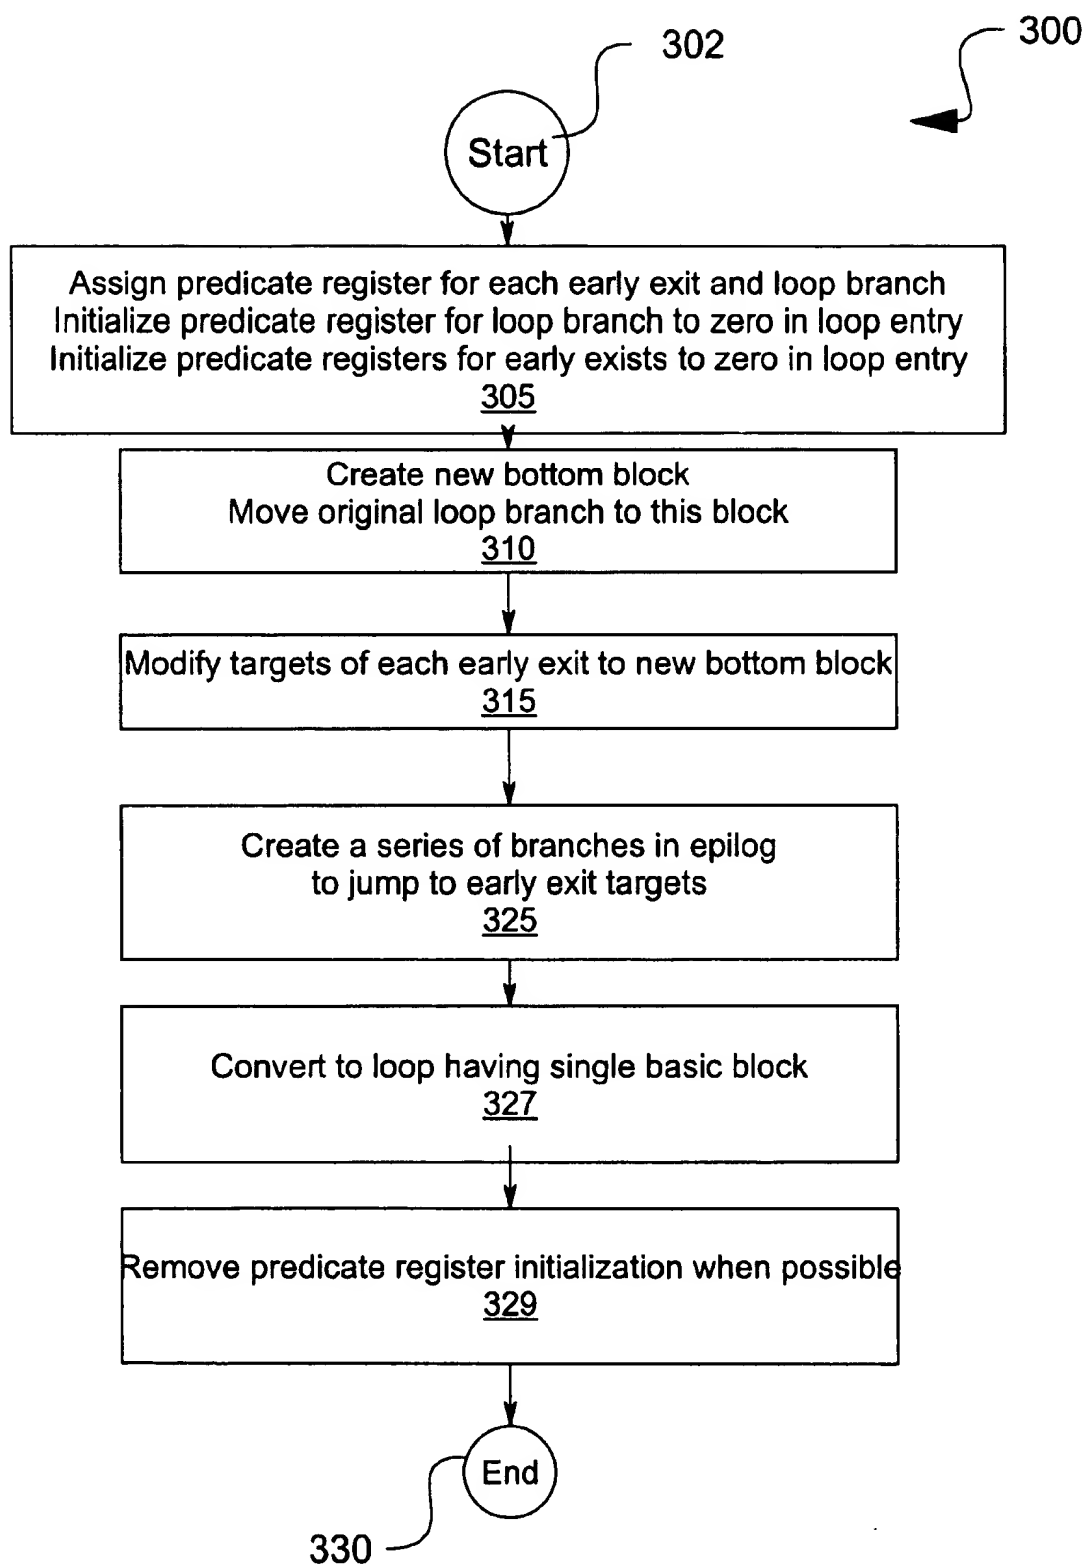 300
302
Start
Assign predicate register for each early exit and loop branch
Initialize predicate register for loop branch to zero in loop entry
Initialize predicate registers for early exists to zero in loop entry
305
Create new bottom block
Move original loop branch to this block
310
Modify targets of each early exit to new bottom block
315
Create a series of branches in epilog
to jump to early exit targets
325
Convert to loop having single basic block
327
Remove predicate register initialization when possible
329
End
330